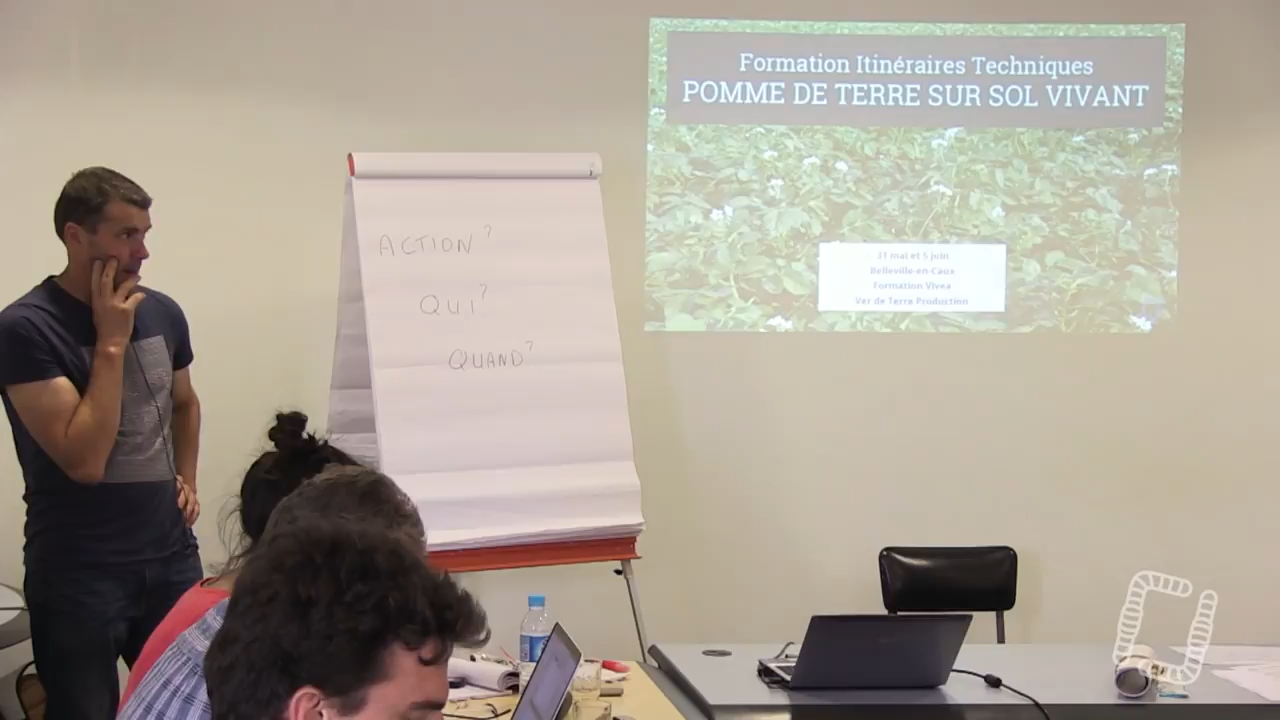 Formation Itinéraires Techniques
POMME DE TERRE SUR SOL VIVANT
31 mai et 5 juin
Belleville-en-Caux
Formation Vivea
Ver de Terre Production
ACTION ?
QUI ?
QUAND ?